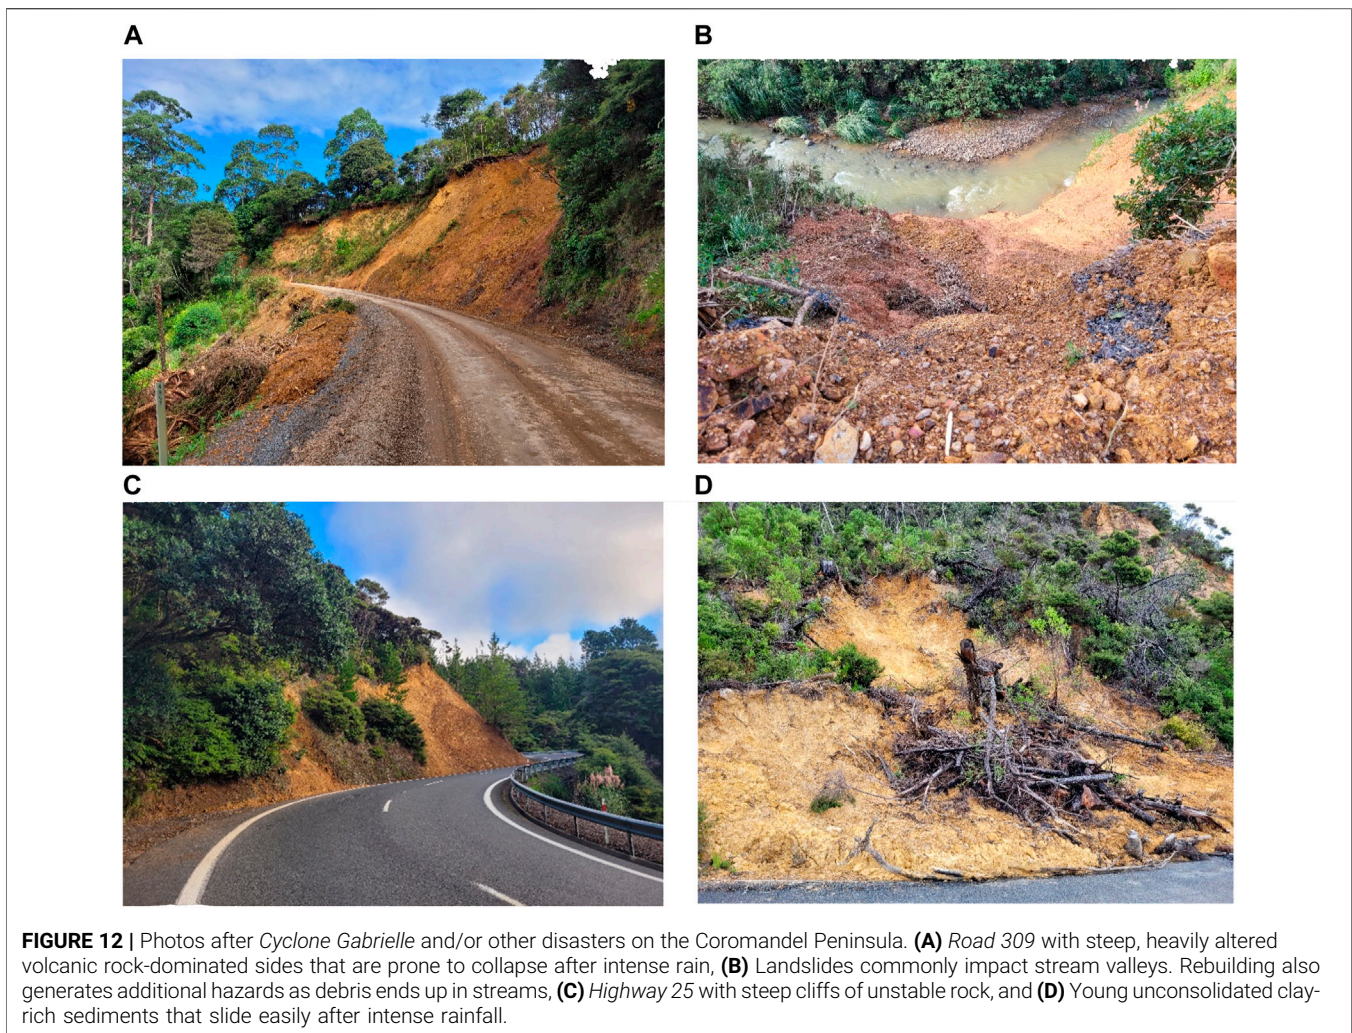 A
B
C
D
FIGURE 12 | Photos after Cyclone Gabrielle and/or other disasters on the Coromandel Peninsula. (A) Road 309 with steep, heavily altered
volcanic rock-dominated sides that are prone to collapse after intense rain, (B) Landslides commonly impact stream valleys. Rebuilding also
generates additional hazards as debris ends up in streams, (C) Highway 25 with steep cliffs of unstable rock, and (D) Young unconsolidated clay-
rich sediments that slide easily after intense rainfall.